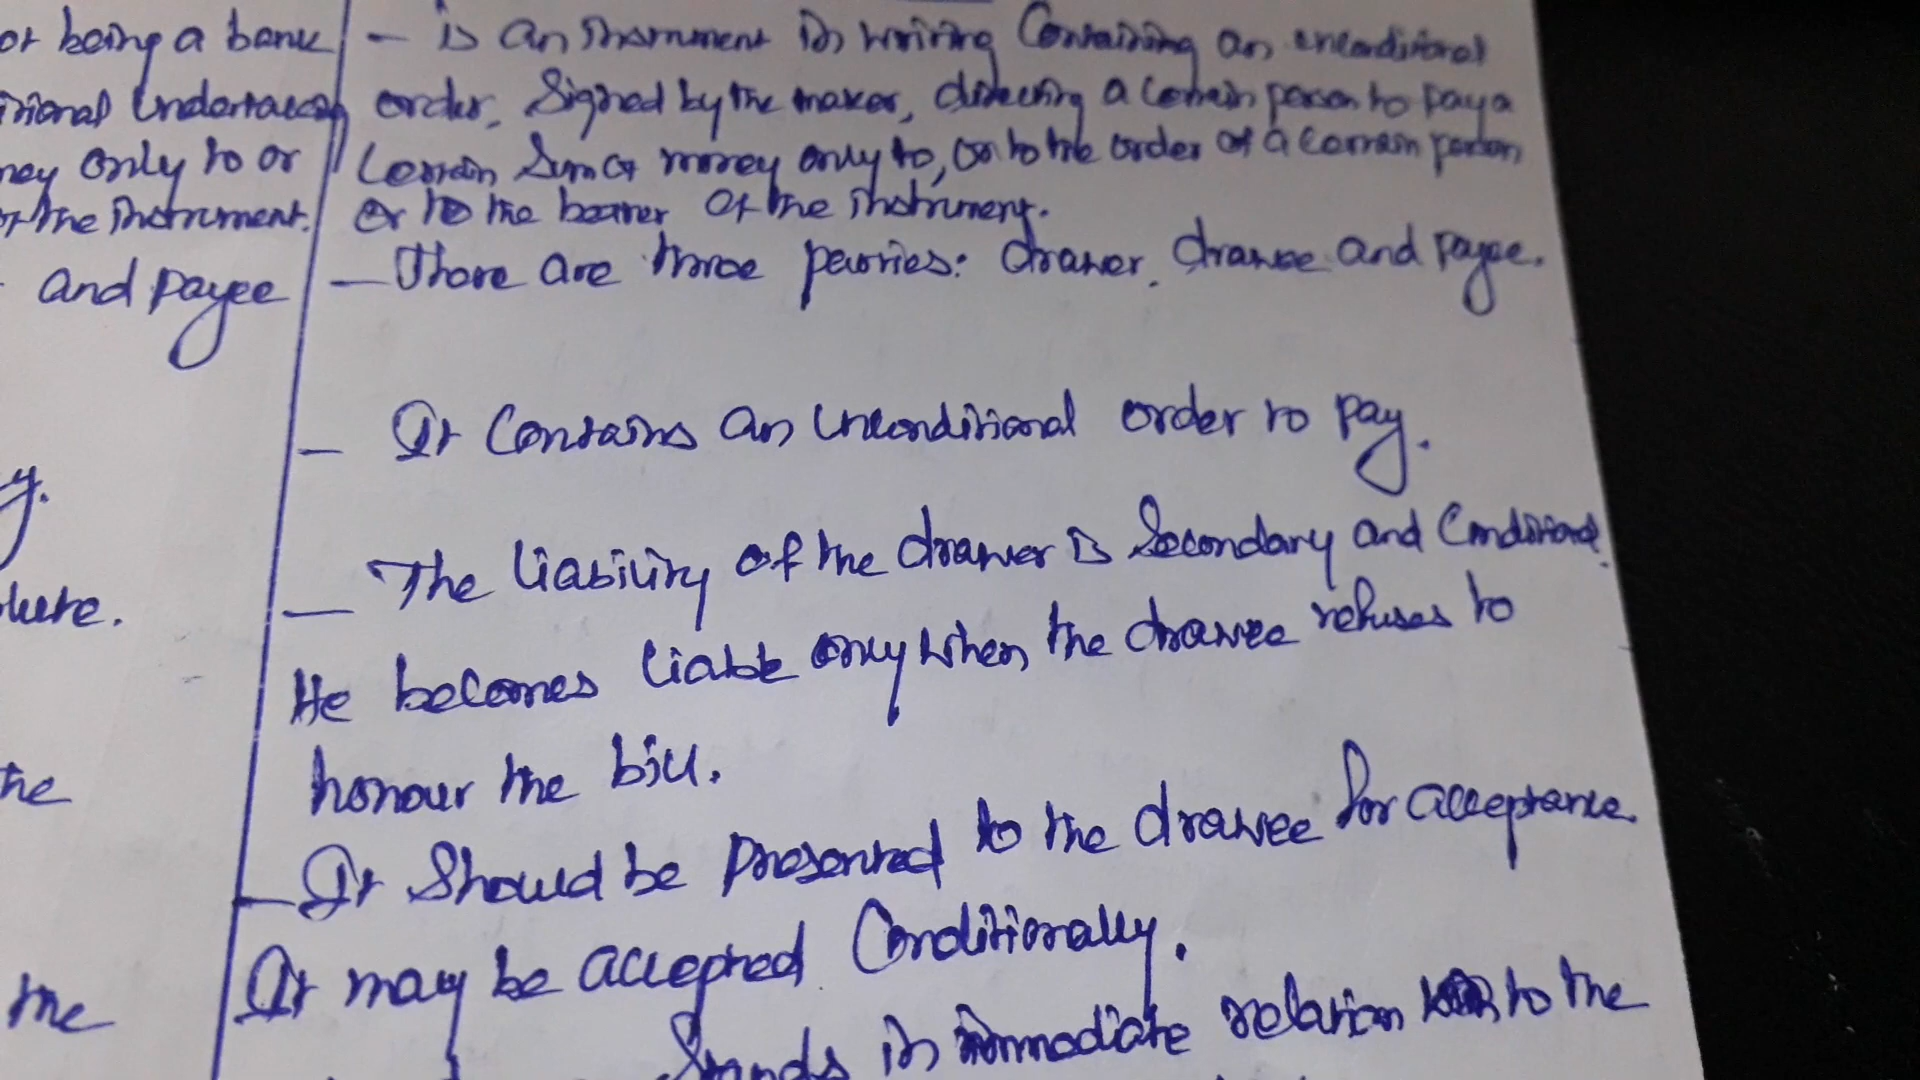 or being a bank
itional Undertaking
ney only to or
of the instrument.
and payee
y.
lute.
the
the
- is an instrument in writing Containing an unconditional
order, Signed by the maker, directing a Certain person to pay a
Certain Sum of money only to, or to the order of a Certain person
or to the bearer of the instrument.
- There are three parties: drawer, drawee and payee.
- It Contains an Unconditional order to pay.
- The liability of the drawer is Secondary and Conditional.
He becomes liable only when the drawee refuses to
honour the bill.
- It Should be presented to the drawee for acceptance.
It may be accepted Conditionally.
Stands in immediate relation to the